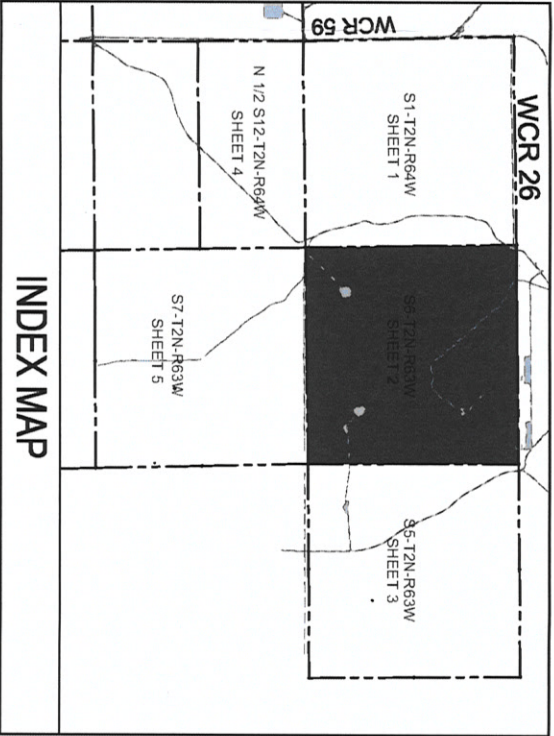 WCR 26
WCR 59
S1-T2N-R64W
SHEET 1
S6-T2N-R63W
SHEET 2
S5-T2N-R63W
SHEET 3
N 1/2 S12-T2N-R64W
SHEET 4
S7-T2N-R63W
SHEET 5
INDEX MAP